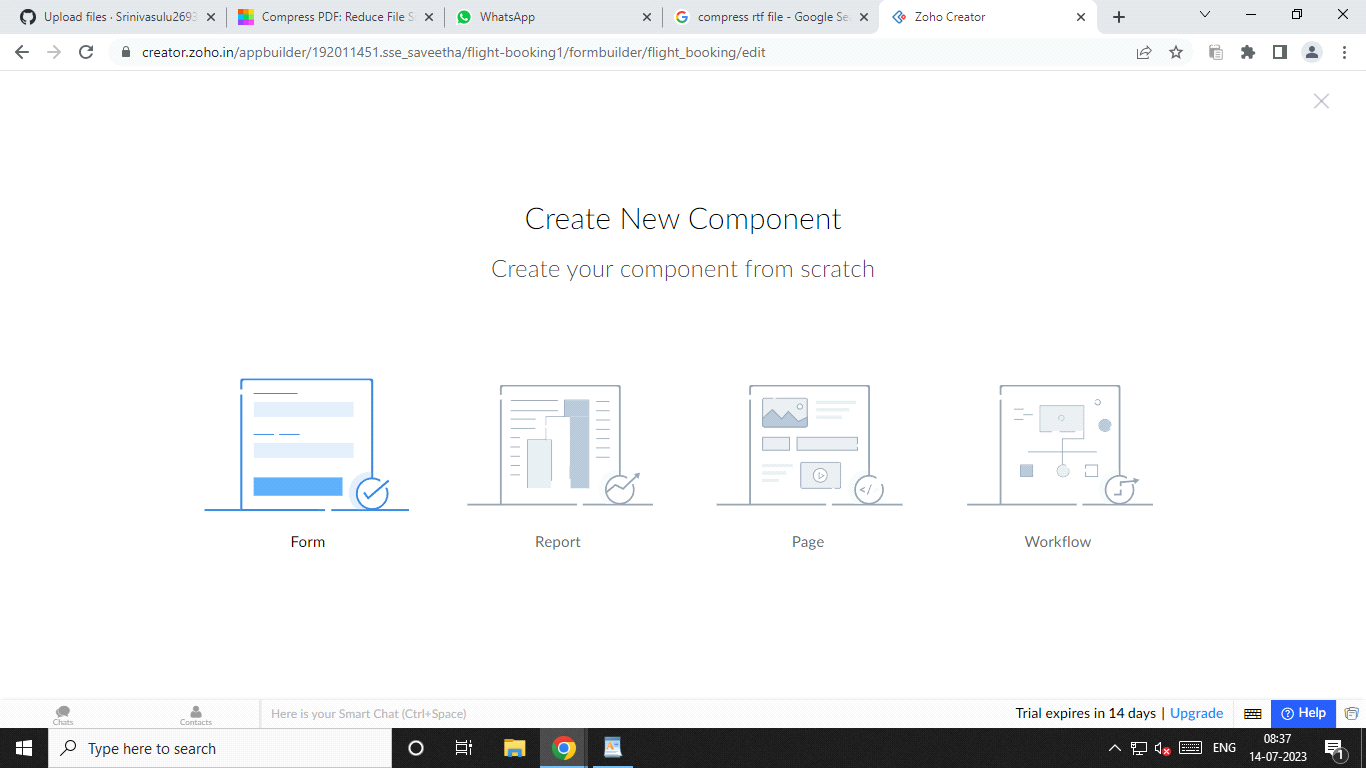 Upload files · Srinivasulu2693
Compress PDF: Reduce File S
WhatsApp
compress rtf file - Google Se
Zoho Creator
creator.zoho.in/appbuilder/192011451.sse_saveetha/flight-booking1/formbuilder/flight_booking/edit
Create New Component
Create your component from scratch
</>
Form
Report
Page
Workflow
Chats
Contacts
Here is your Smart Chat (Ctrl+Space)
Trial expires in 14 days | Upgrade
Help
Type here to search
ENG
08:37
14-07-2023
1